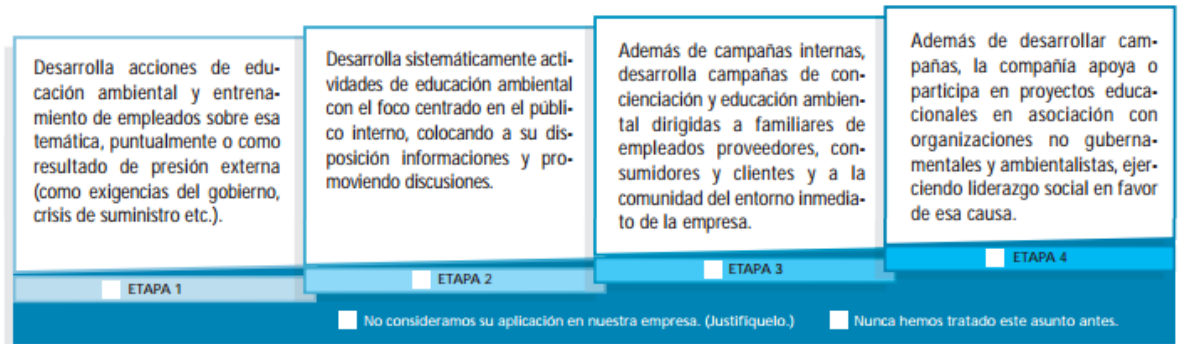 Desarrolla acciones de edu-
cación ambiental y entrena-
miento de empleados sobre esa
temática, puntualmente o como
resultado de presión externa
(como exigencias del gobierno,
crisis de suministro etc.).
ETAPA 1
Desarrolla sistemáticamente acti-
vidades de educación ambiental
con el foco centrado en el públi-
co interno, colocando a su dis-
posición informaciones y pro-
moviendo discusiones.
ETAPA 2
Además de campañas internas,
desarrolla campañas de con-
cienciación y educación ambien-
tal dirigidas a familiares de
empleados proveedores, con-
sumidores y clientes y a la
comunidad del entorno inmedia-
to de la empresa.
ETAPA 3
Además de desarrollar cam-
pañas, la compañía apoya o
participa en proyectos educa-
cionales en asociación con
organizaciones no guberna-
mentales y ambientalistas, ejer-
ciendo liderazgo social en favor
de esa causa.
ETAPA 4
No consideramos su aplicación en nuestra empresa. (Justifíquelo.)
Nunca hemos tratado este asunto antes.